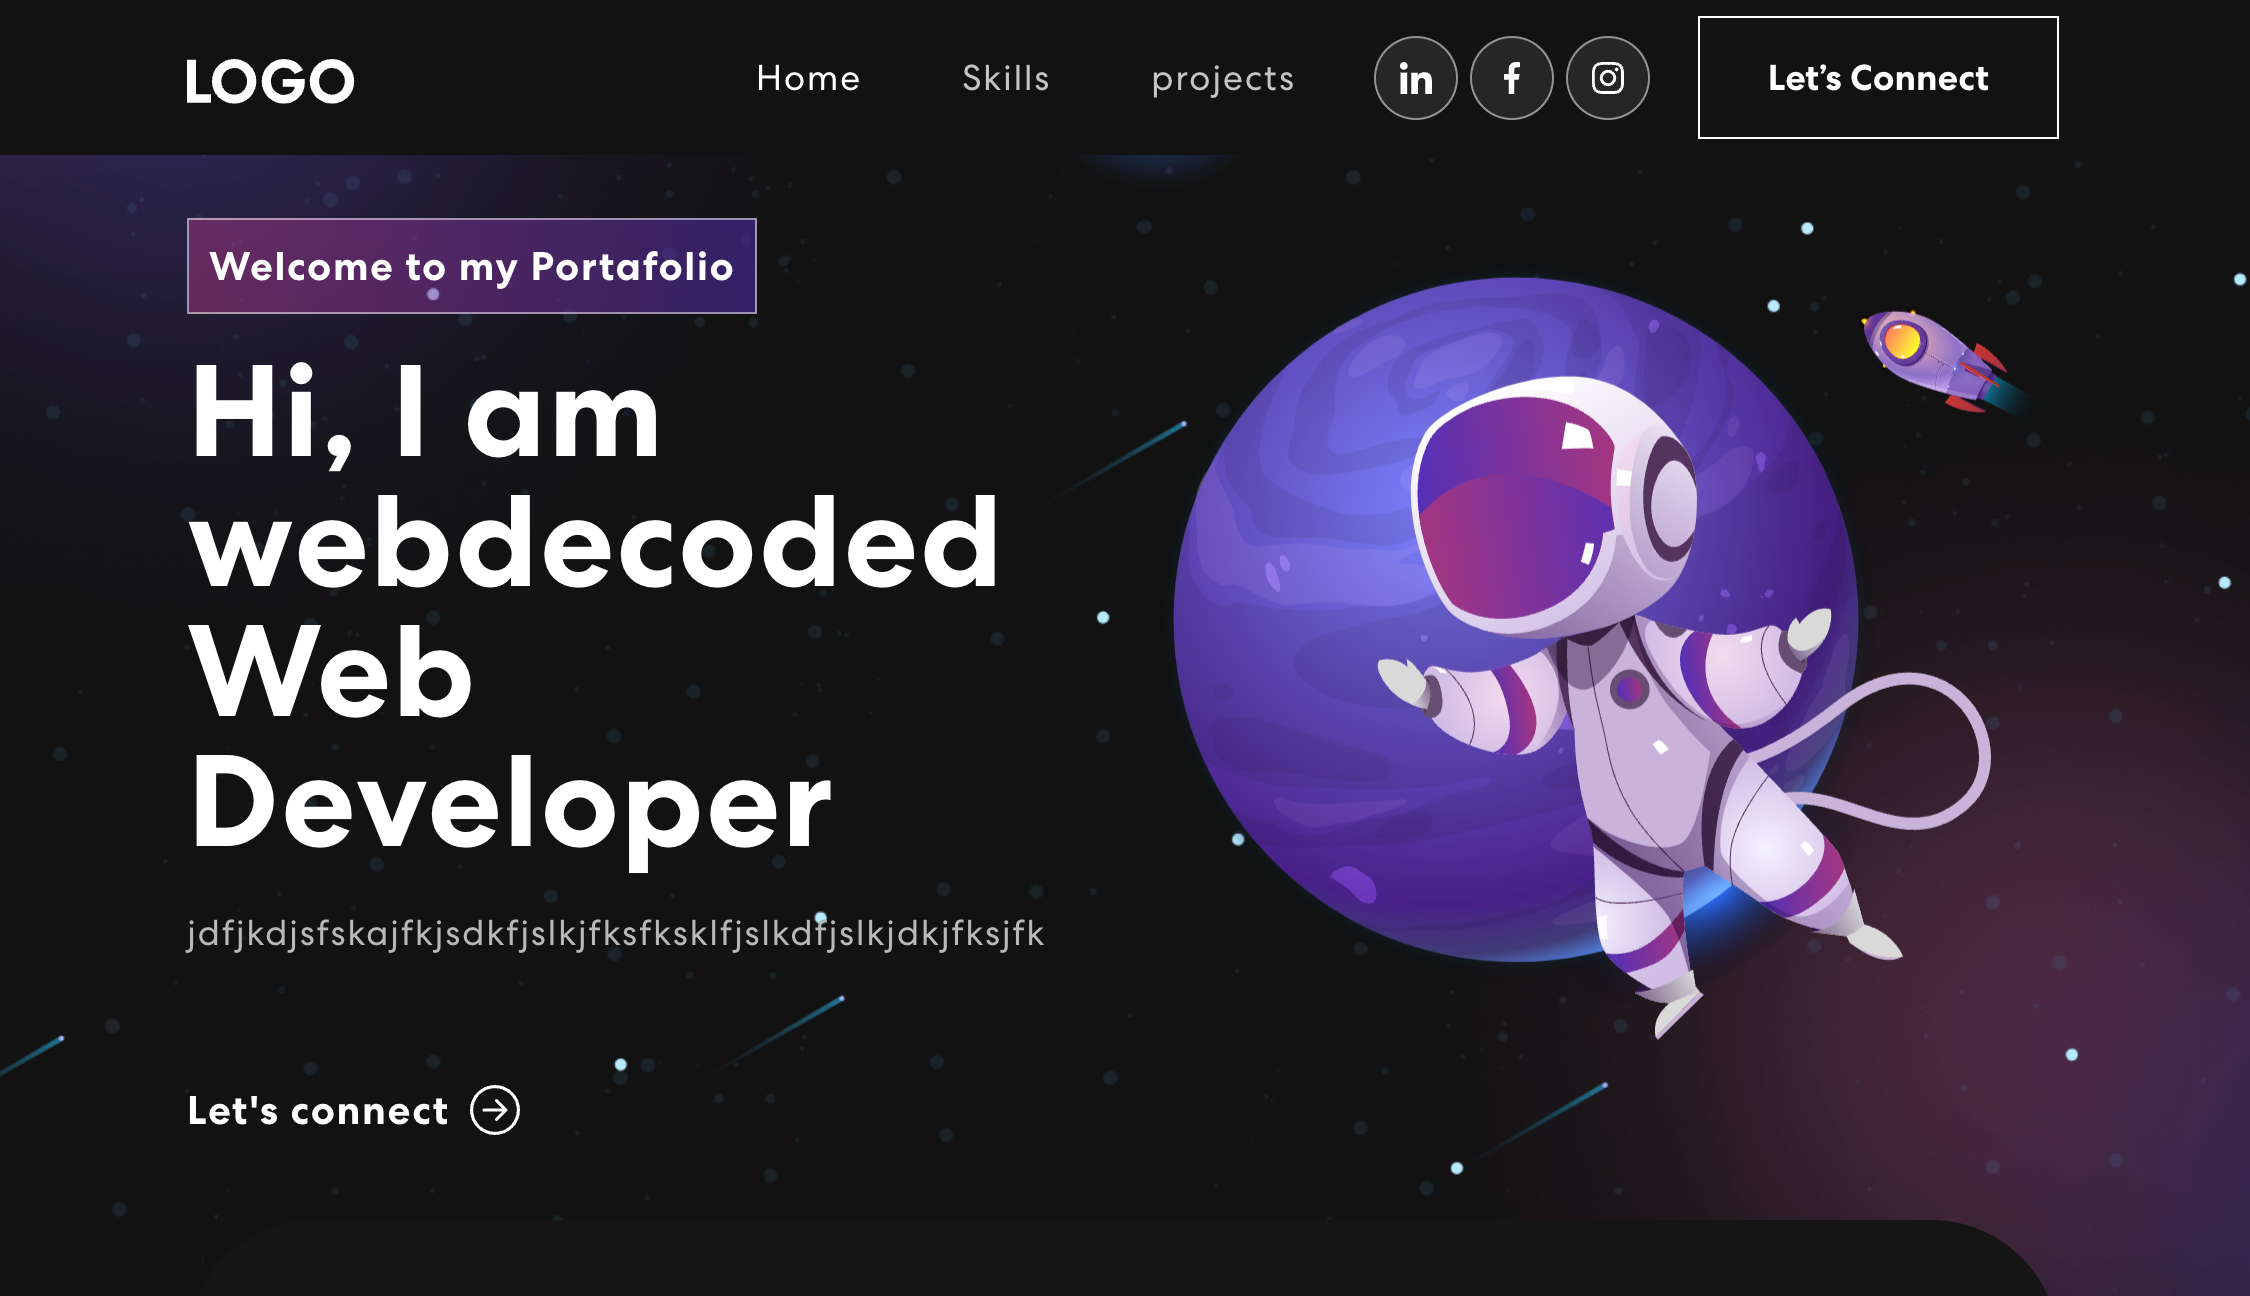 LOGO
Home
Skills
projects
in
f
Let’s Connect
Welcome to my Portafolio
Hi, I am
webdecoded
Web
Developer
jdfjkdjsfskajfkjsdkfjslkjfksfksklfjslkdfjslkjdkjfksjfk
Let's connect